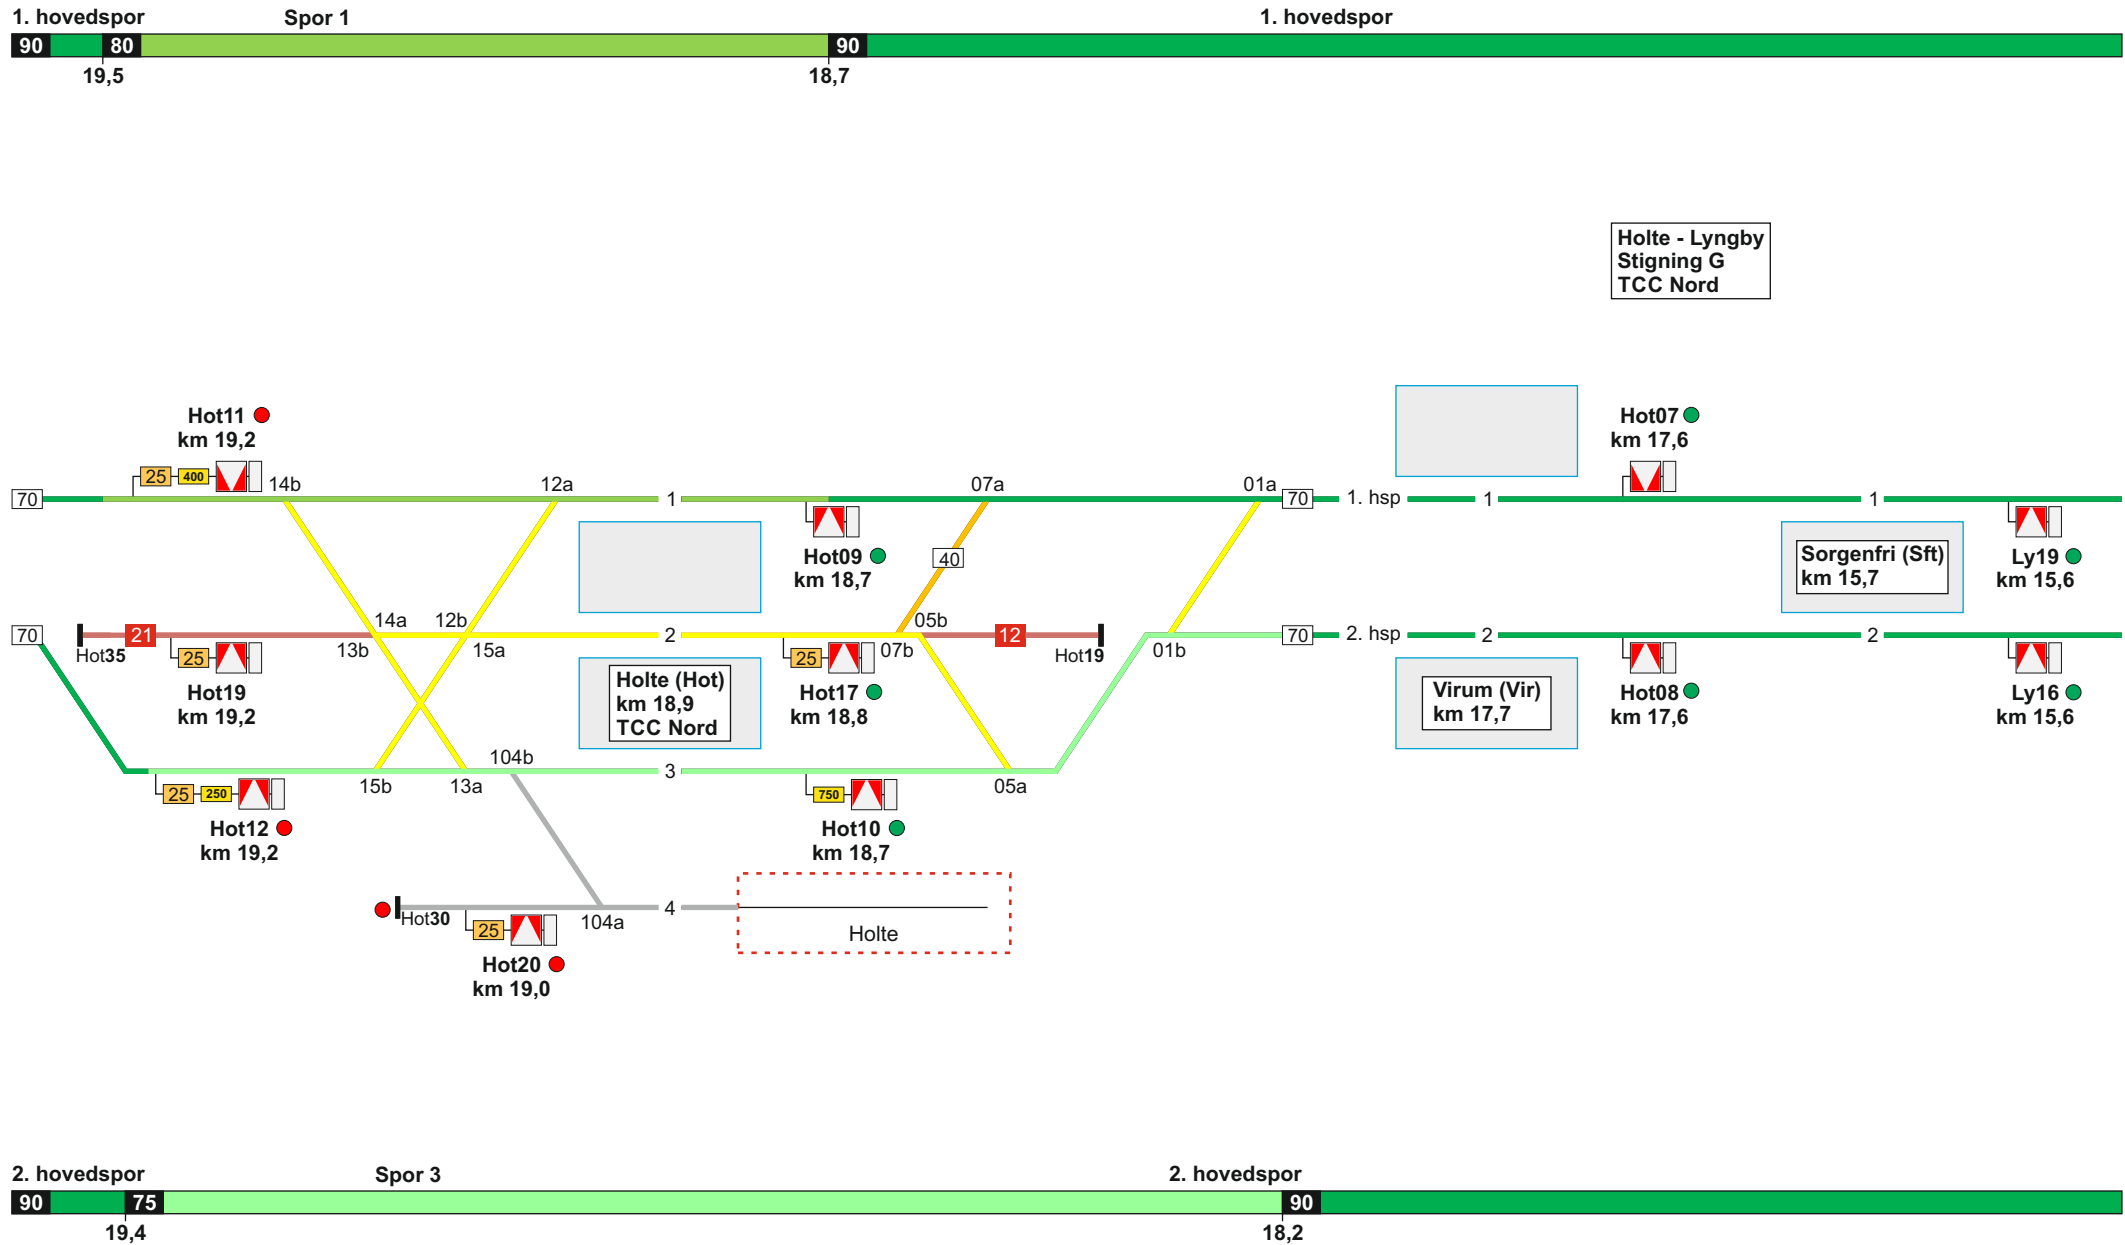 1. hovedspor
Spor 1
1. hovedspor
90
80
90
19,5
18,7
Holte - Lyngby
Stigning G
TCC Nord
Hot11
km 19,2
Hot07
km 17,6
25
400
14b
12a
07a
01a
70
1
70
1. hsp
1
1
Hot09
km 18,7
40
Sorgenfri (Sft)
km 15,7
Ly19
km 15,6
14a
12b
05b
70
21
2
12
70
2. hsp
2
2
Hot35
13b
15a
07b
Hot19
01b
25
25
Hot19
km 19,2
Holte (Hot)
km 18,9
TCC Nord
Hot17
km 18,8
Virum (Vir)
km 17,7
Hot08
km 17,6
Ly16
km 15,6
104b
3
15b
13a
05a
25
250
750
Hot12
km 19,2
Hot10
km 18,7
4
Hot30
104a
25
Holte
Hot20
km 19,0
2. hovedspor
Spor 3
2. hovedspor
90
75
90
19,4
18,2